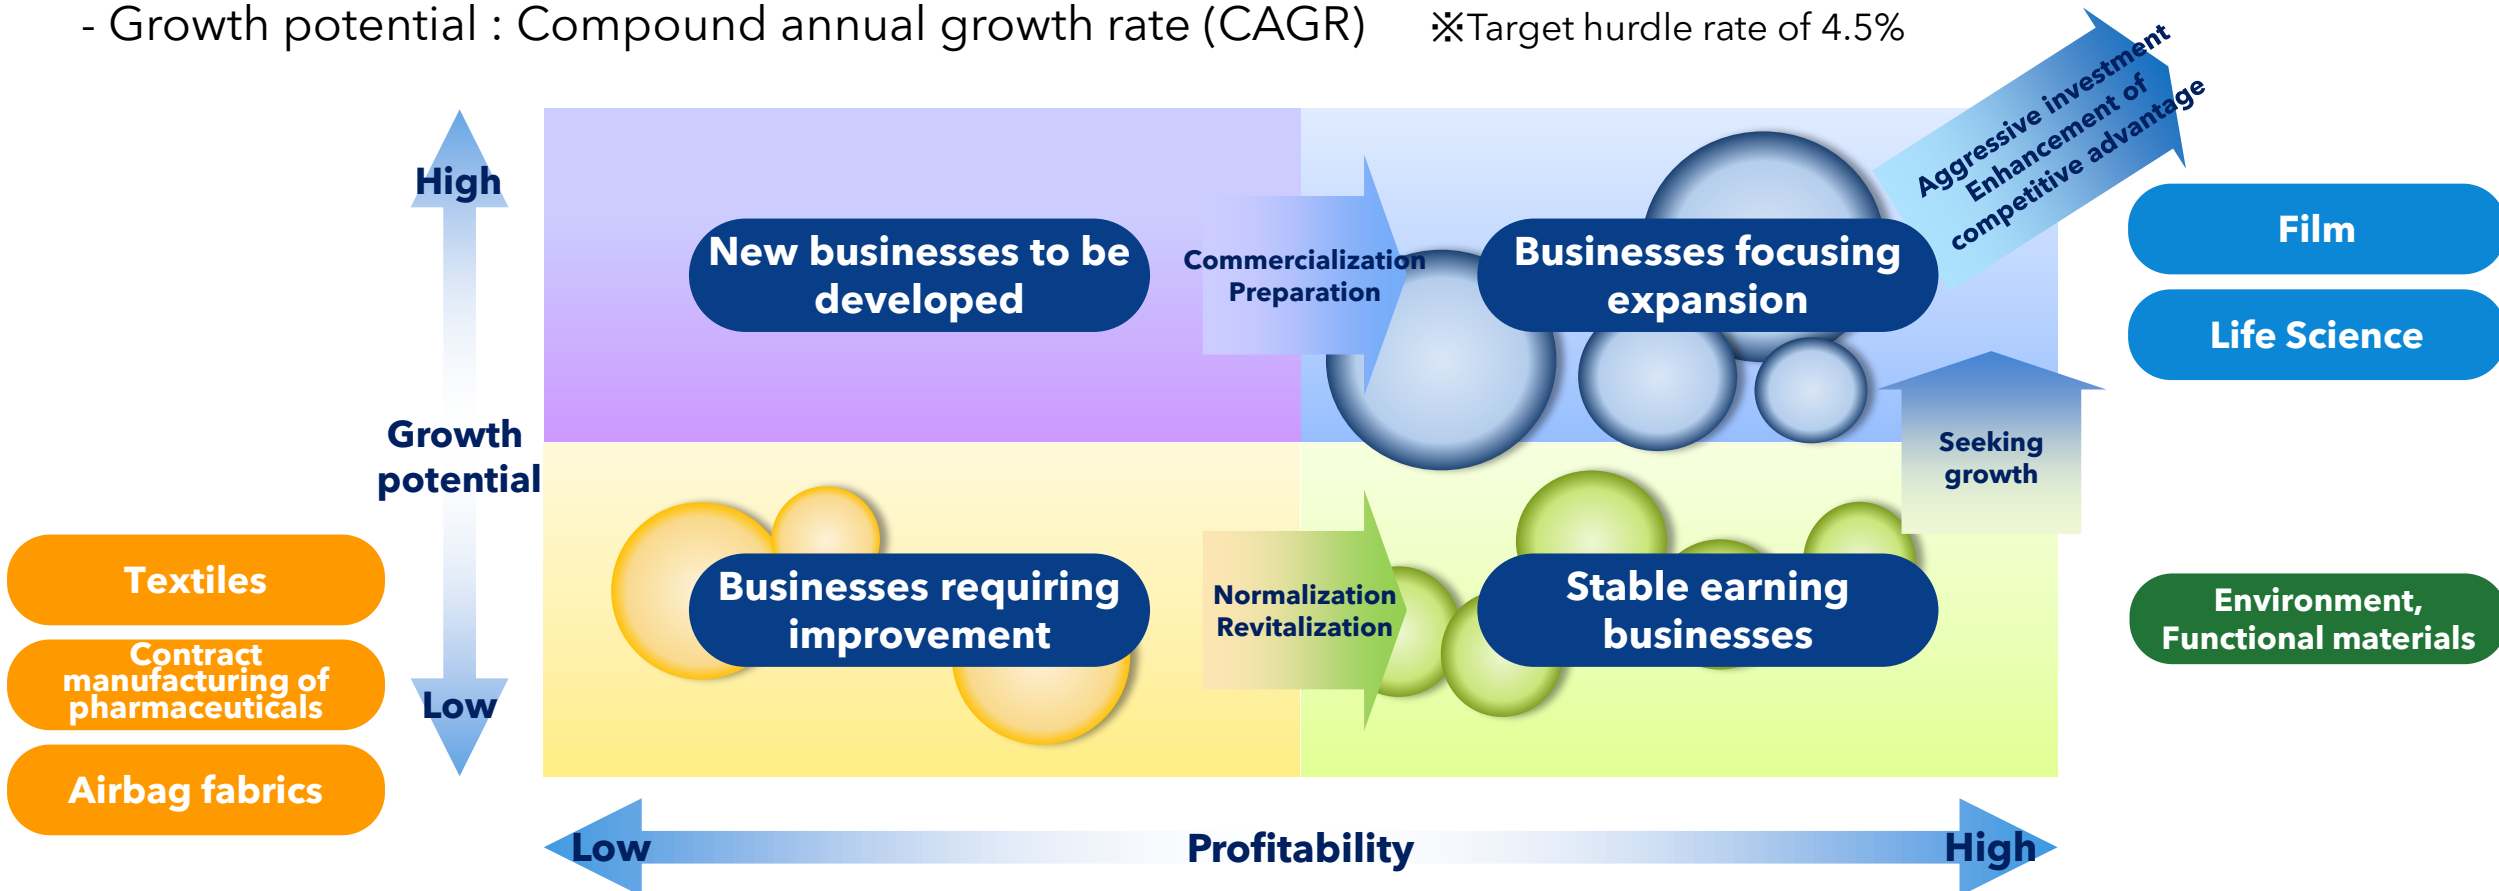 - Growth potential : Compound annual growth rate (CAGR) ※Target hurdle rate of 4.5%
Aggressive investment
Enhancement of
competitive advantage
High
New businesses to be
developed
Commercialization
Preparation
Businesses focusing
expansion
Film
Life Science
Growth
potential
Seeking
growth
Textiles
Contract
manufacturing of
pharmaceuticals
Airbag fabrics
Low
Businesses requiring
improvement
Normalization
Revitalization
Stable earning
businesses
Environment,
Functional materials
Low
Profitability
High